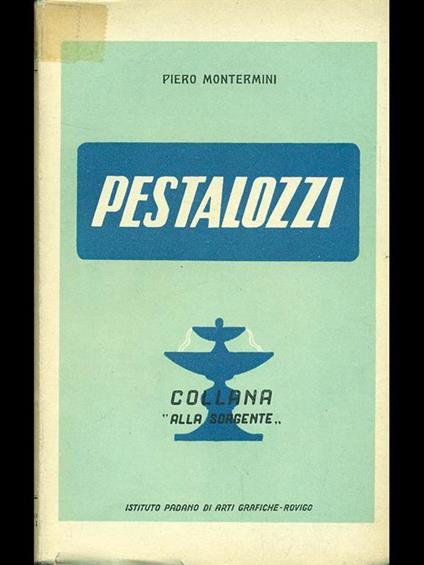 PIERO MONTERMINI
PESTALOZZI
COLLANA
"ALLA SORGENTE„
ISTITUTO PADANO DI ARTI GRAFICHE-ROVIGO